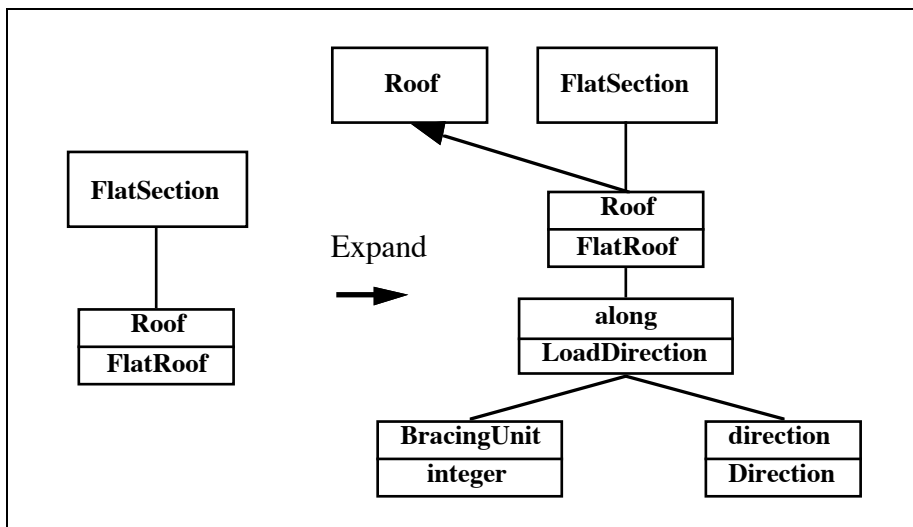 FlatSection
Roof
FlatRoof
Expand
Roof
FlatSection
Roof
FlatRoof
along
LoadDirection
BracingUnit
integer
direction
Direction